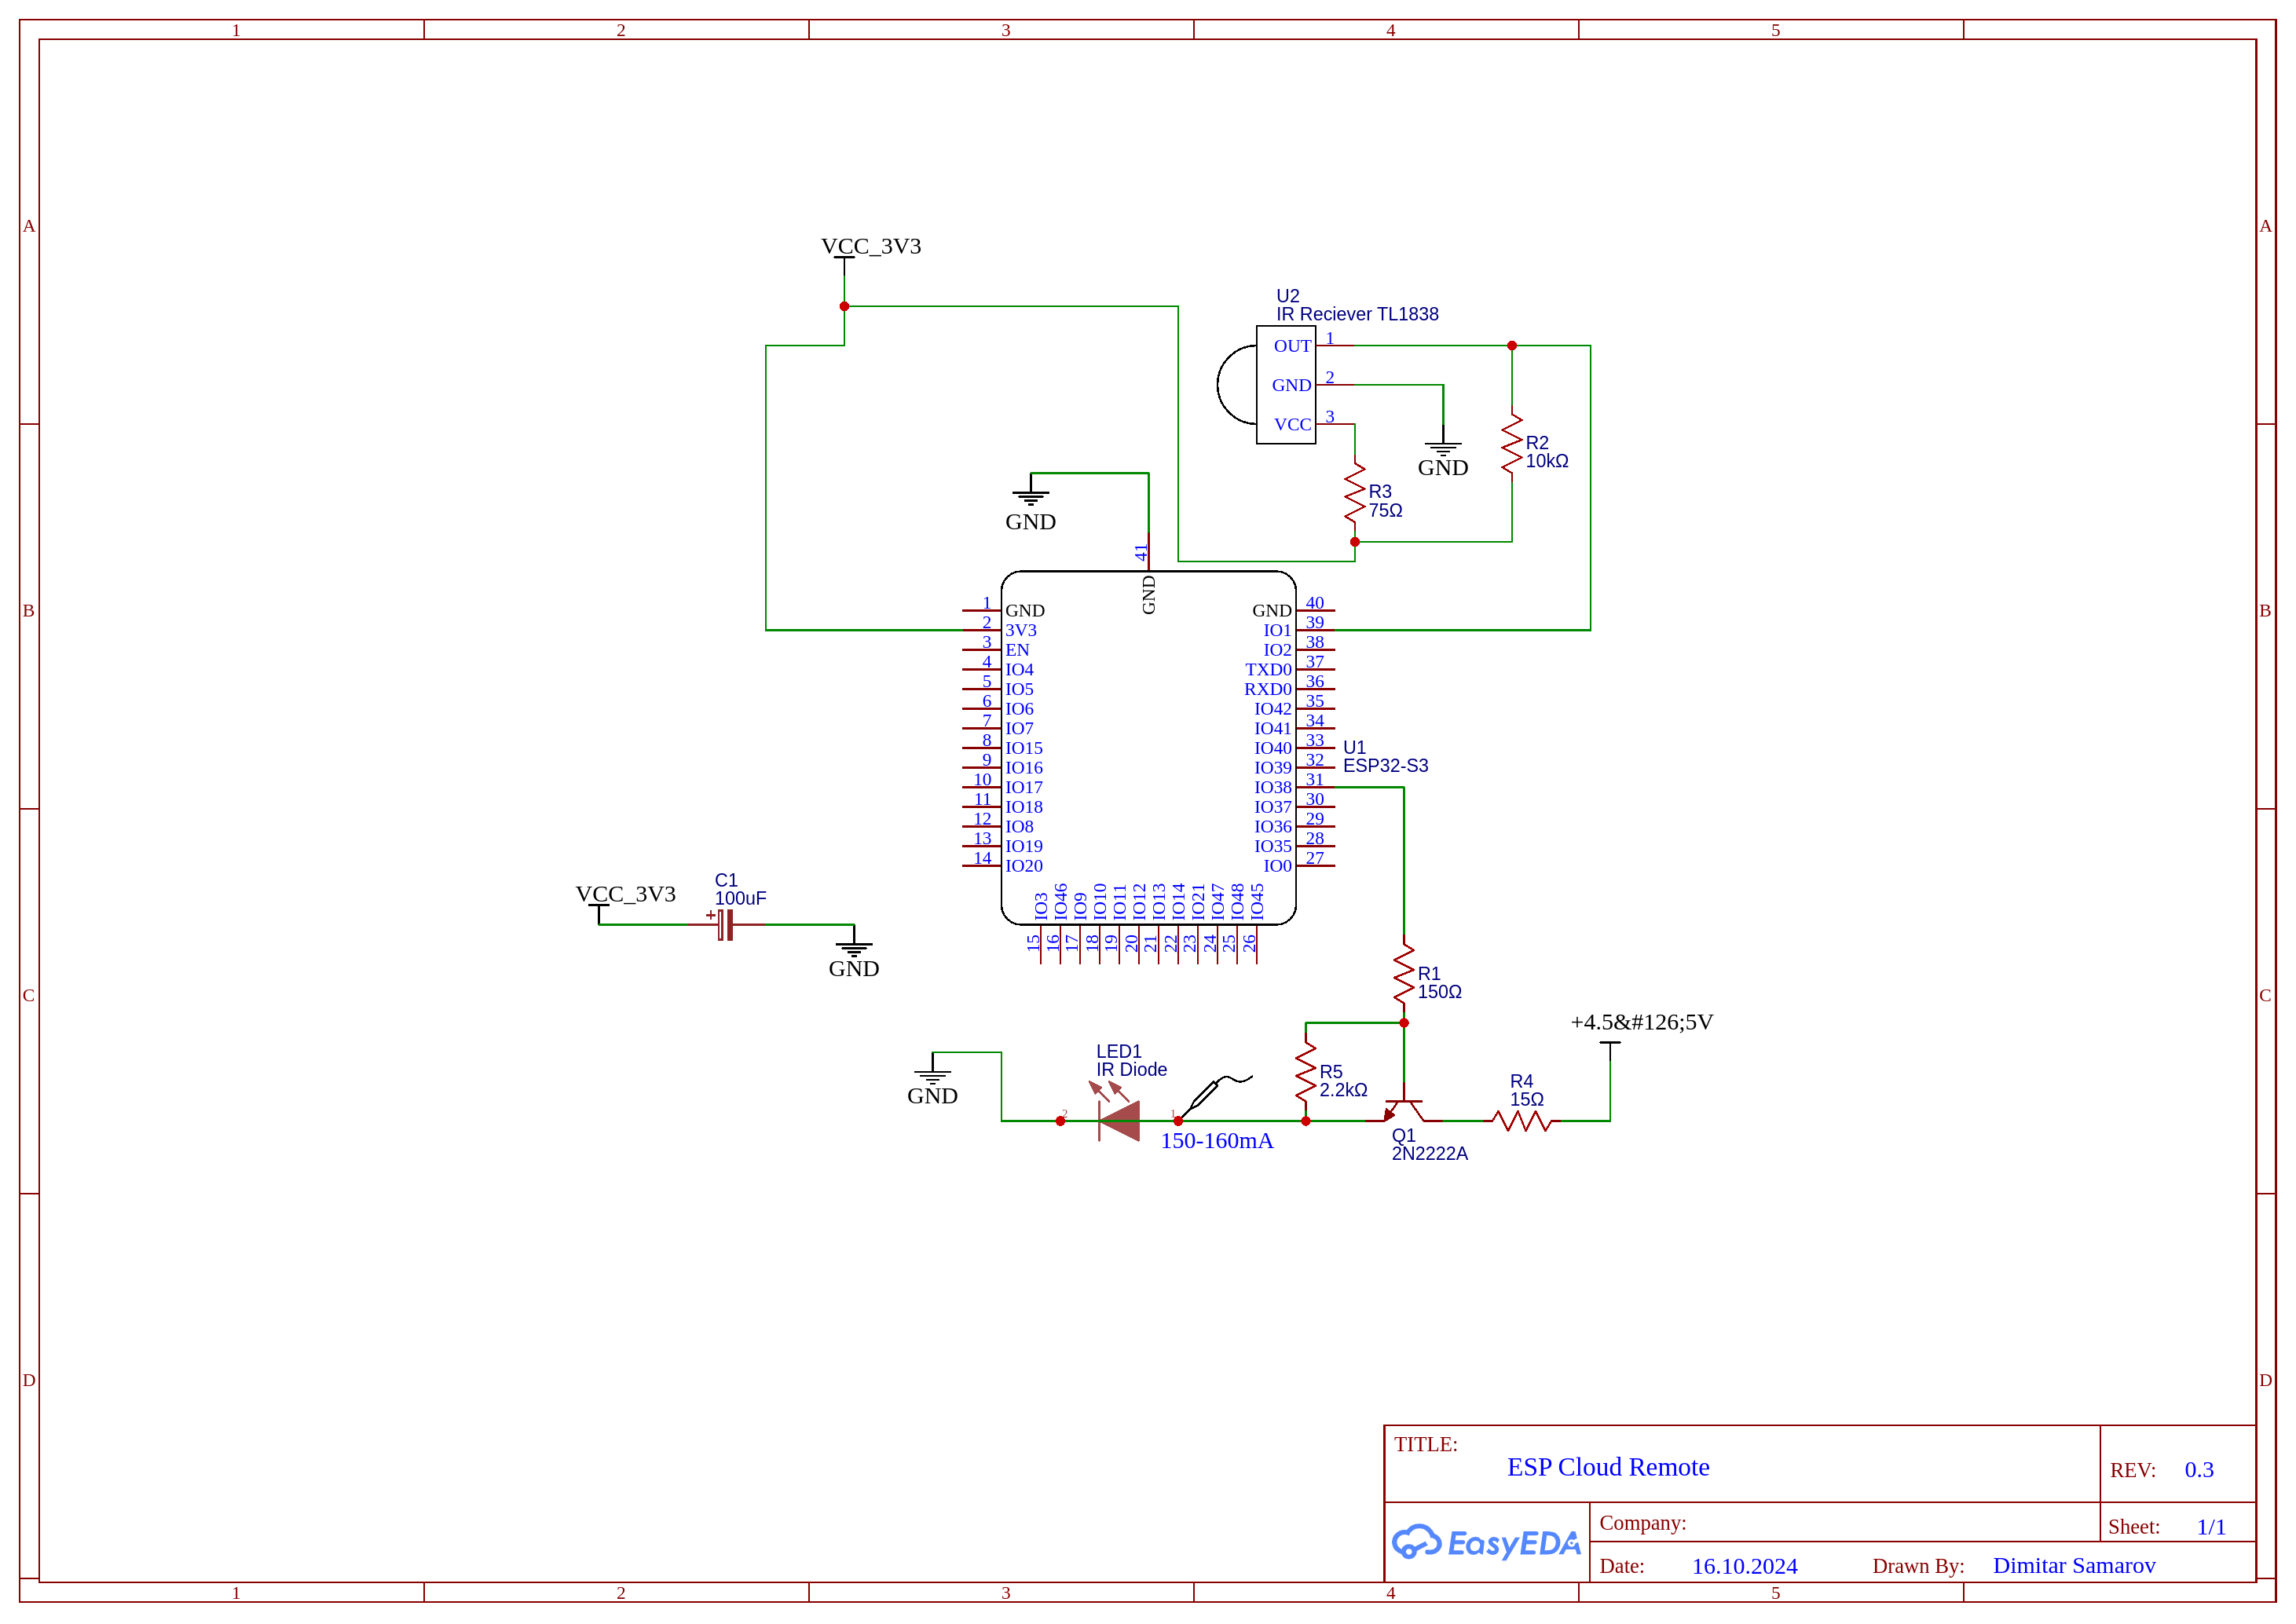 1 2 3 4 5
A A
VCC_3V3
U2
IR Reciever TL1838
OUT 1
GND 2
VCC 3
R2
10kΩ
GND
R3
75Ω
GND
41
GND
B B
1 GND
2 3V3
3 EN
4 IO4
5 IO5
6 IO6
7 IO7
8 IO15
9 IO16
10 IO17
11 IO18
12 IO8
13 IO19
14 IO20
GND 40
IO1 39
IO2 38
TXD0 37
RXD0 36
IO42 35
IO41 34
IO40 33
IO39 32
IO38 31
IO37 30
IO36 29
IO35 28
IO0 27
U1
ESP32-S3
IO3 IO46 IO9 IO10 IO11 IO12 IO13 IO14 IO21 IO47 IO48 IO45
15 16 17 18 19 20 21 22 23 24 25 26
VCC_3V3
C1
100uF
+
GND
C C
R1
150Ω
+4.5&#126;5V
LED1
IR Diode
GND
2 1
150-160mA
R5
2.2kΩ
R4
15Ω
Q1
2N2222A
D D
TITLE:
ESP Cloud Remote
REV: 0.3
EasyEDA
Company:
Sheet: 1/1
Date: 16.10.2024
Drawn By: Dimitar Samarov
1 2 3 4 5